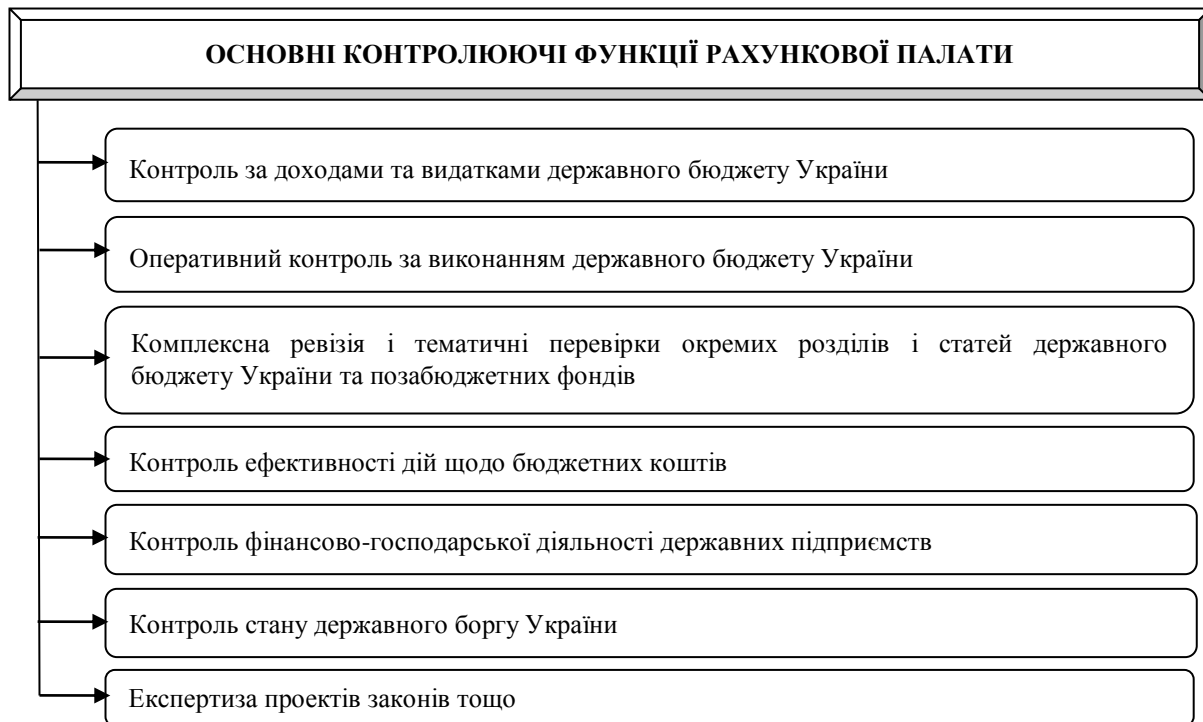 ОСНОВНІ КОНТРОЛЮЮЧІ ФУНКЦІЇ РАХУНКОВОЇ ПАЛАТИ
Контроль за доходами та видатками державного бюджету України
Оперативний контроль за виконанням державного бюджету України
Комплексна ревізія і тематичні перевірки окремих розділів і статей державного
бюджету України та позабюджетних фондів
Контроль ефективності дій щодо бюджетних коштів
Контроль фінансово-господарської діяльності державних підприємств
Контроль стану державного боргу України
Експертиза проектів законів тощо